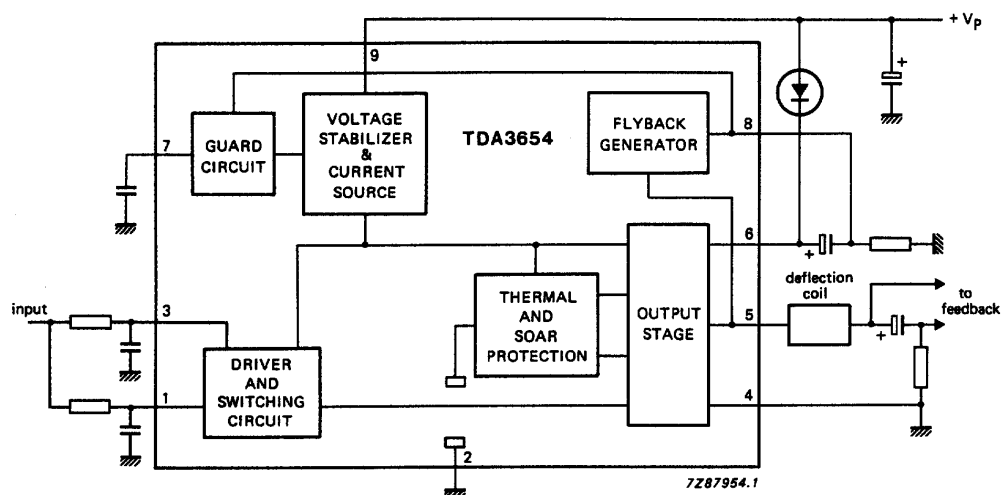 + Vp
9
VOLTAGE
STABILIZER
&
CURRENT
SOURCE
TDA3654
FLYBACK
GENERATOR
8
7
GUARD
CIRCUIT
6
+
+
deflection
coil
to
feedback
input
3
THERMAL
AND
SOAR
PROTECTION
OUTPUT
STAGE
5
+
DRIVER
AND
SWITCHING
CIRCUIT
1
4
2
7Z87954.1